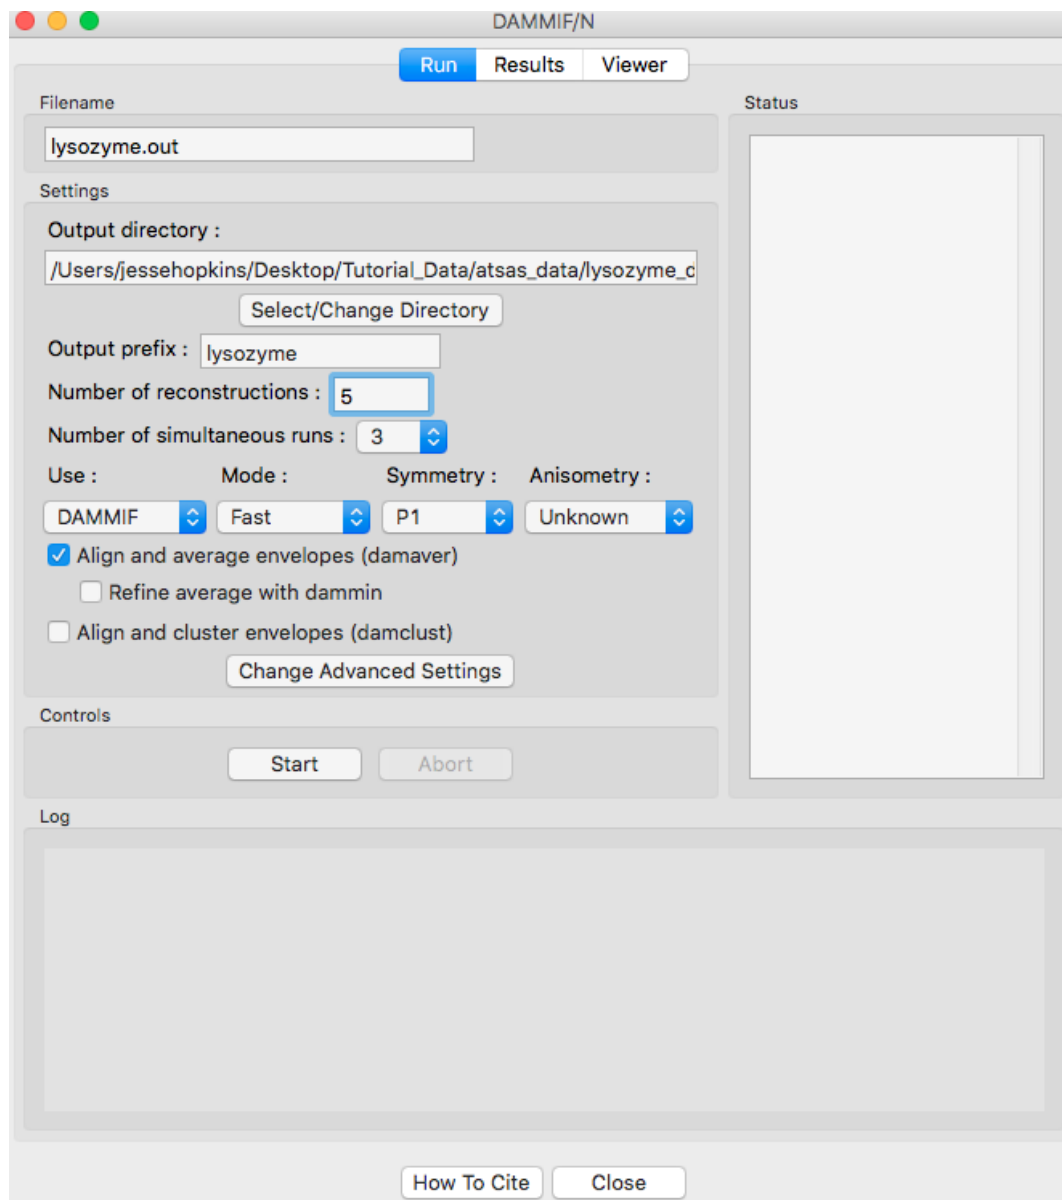 DAMMIF/N
Run Results Viewer
Filename
Status
lysozyme.out
Settings
Output directory :
/Users/jessehopkins/Desktop/Tutorial_Data/atsas_data/lysozyme_d
Select/Change Directory
Output prefix : lysozyme
Number of reconstructions : 5
Number of simultaneous runs : 3
Use : Mode : Symmetry : Anisometry :
DAMMIF Fast P1 Unknown
Align and average envelopes (damaver)
Refine average with dammin
Align and cluster envelopes (damclust)
Change Advanced Settings
Controls
Start Abort
Log
How To Cite Close